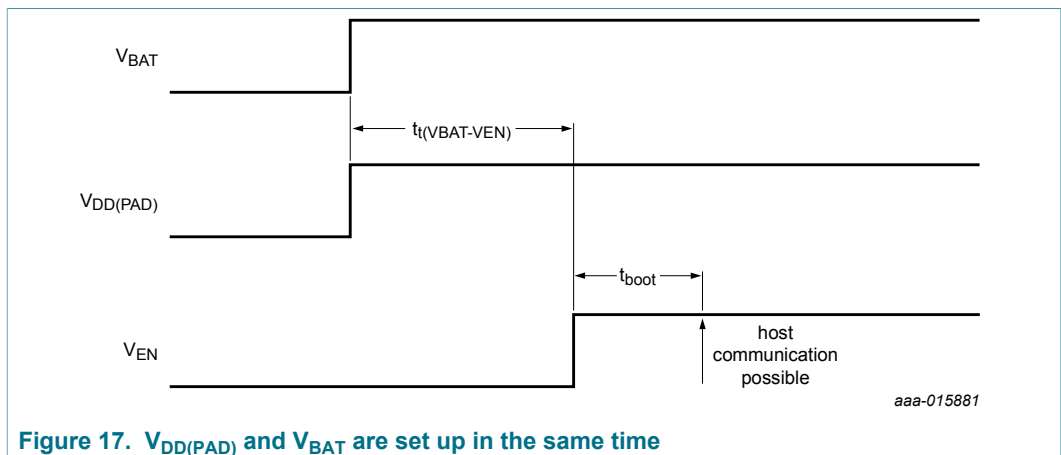 VBAT
tt(VBAT-VEN)
VDD(PAD)
tboot
VEN
host
communication
possible
aaa-015881
Figure 17. VDD(PAD) and VBAT are set up in the same time